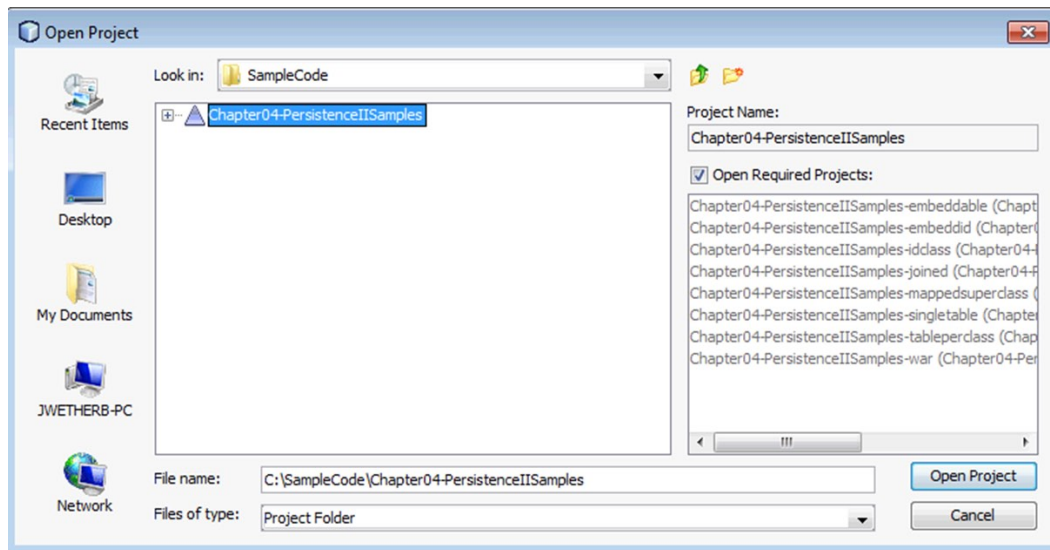 Open Project
Look in:
SampleCode
Recent Items
Desktop
My Documents
JWETHERB-PC
Network
Chapter04-PersistenceIISamples
Project Name:
Chapter04-PersistenceIISamples
Open Required Projects:
Chapter04-PersistenceIISamples-embeddable (Chapt
Chapter04-PersistenceIISamples-embeddid (Chapter0
Chapter04-PersistenceIISamples-idclass (Chapter04-
Chapter04-PersistenceIISamples-joined (Chapter04-P
Chapter04-PersistenceIISamples-mappedsuperclass (
Chapter04-PersistenceIISamples-singletable (Chapter
Chapter04-PersistenceIISamples-tableperclass (Chap
Chapter04-PersistenceIISamples-war (Chapter04-Per
File name:
C:\SampleCode\Chapter04-PersistenceIISamples
Open Project
Files of type:
Project Folder
Cancel